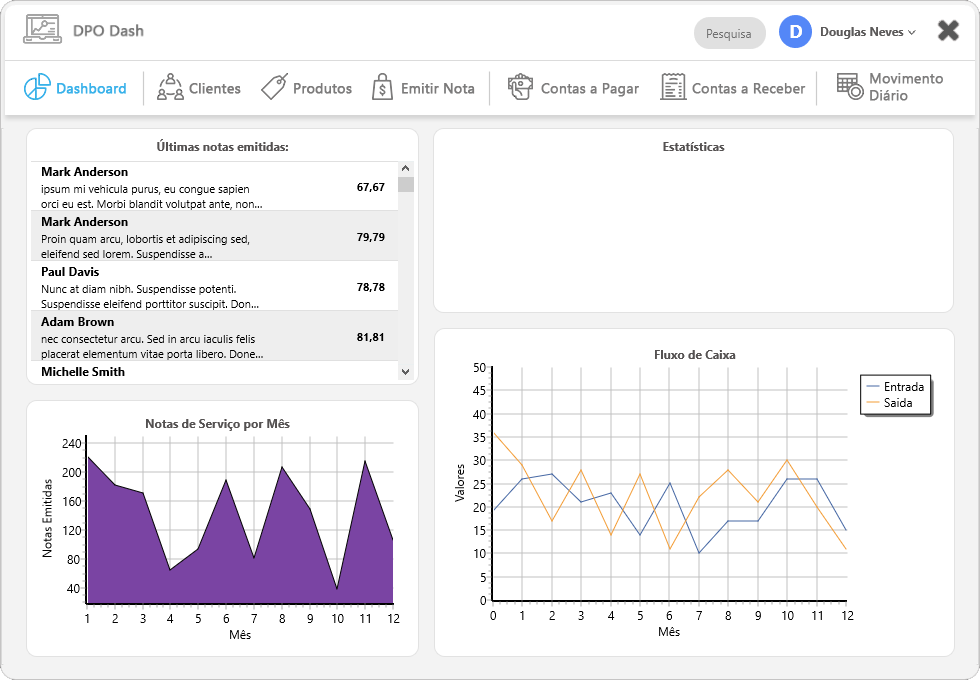 DPO Dash
Pesquisa
D
Douglas Neves
Dashboard
Clientes
Produtos
Emitir Nota
Contas a Pagar
Contas a Receber
Movimento
Diário
Últimas notas emitidas:
Mark Anderson
ipsum mi vehicula purus, eu congue sapien
orci eu est. Morbi blandit volutpat ante, non...
67,67
Mark Anderson
Proin quam arcu, lobortis et adipiscing sed,
eleifend sed lorem. Suspendisse a...
79,79
Paul Davis
Nunc at diam nibh. Suspendisse potenti.
Suspendisse eleifend porttitor suscipit. Don...
78,78
Adam Brown
nec consectetur arcu. Sed in arcu iaculis felis
placerat elementum vitae porta libero. Done...
81,81
Michelle Smith
Estatísticas
Notas de Serviço por Mês
Notas Emitidas
240
200
160
120
80
40
1 2 3 4 5 6 7 8 9 10 11 12
Mês
Fluxo de Caixa
Valores
50
45
40
35
30
25
20
15
10
5
0
0 1 2 3 4 5 6 7 8 9 10 11 12
Mês
Entrada
Saida